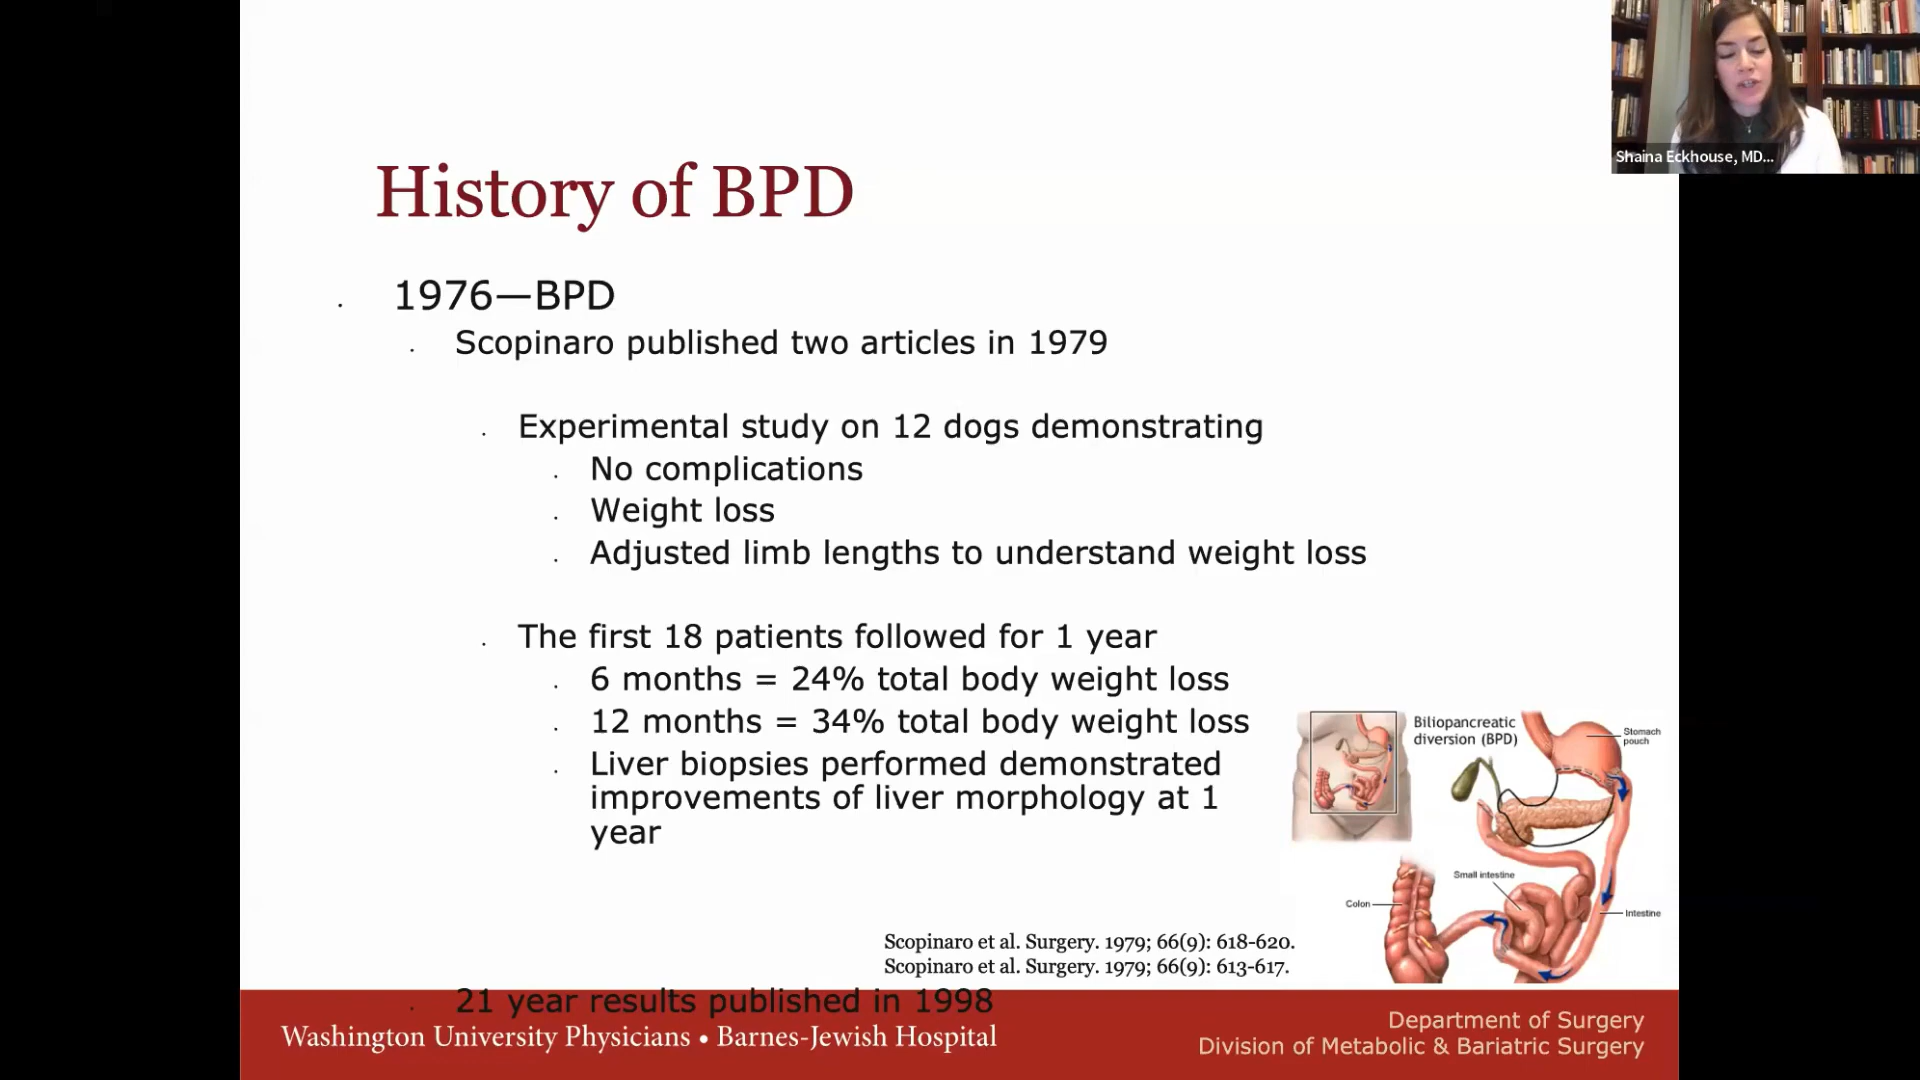 Shaina Eckhouse, MD...
History of BPD
1976—BPD
Scopinaro published two articles in 1979
Experimental study on 12 dogs demonstrating
No complications
Weight loss
Adjusted limb lengths to understand weight loss
The first 18 patients followed for 1 year
6 months = 24% total body weight loss
12 months = 34% total body weight loss
Liver biopsies performed demonstrated
improvements of liver morphology at 1
year
Biliopancreatic
diversion (BPD)
Stomach
pouch
Small intestine
Colon
Intestine
Scopinaro et al. Surgery. 1979; 66(9): 618-620.
Scopinaro et al. Surgery. 1979; 66(9): 613-617.
21 year results published in 1998
Washington University Physicians • Barnes-Jewish Hospital
Department of Surgery
Division of Metabolic & Bariatric Surgery